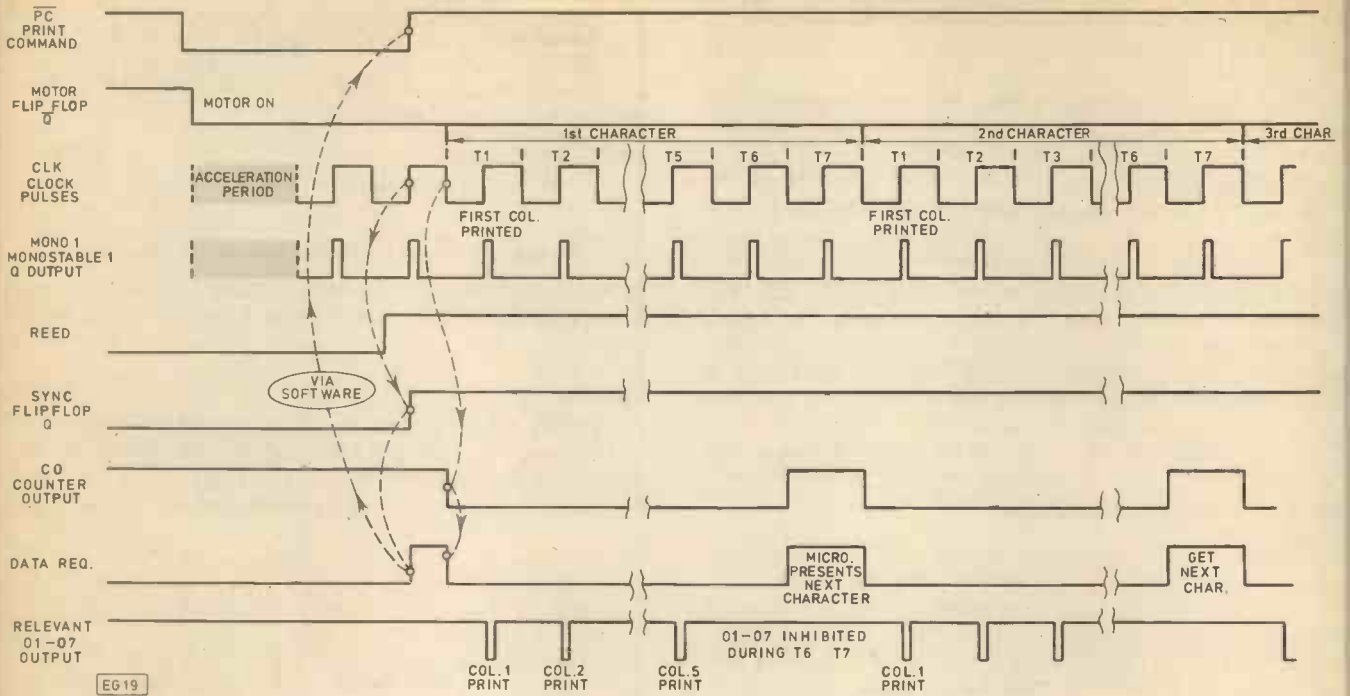 PC
PRINT
COMMAND
MOTOR
FLIP FLOP
Q
MOTOR ON
1st CHARACTER
2nd CHARACTER
3rd CHAR
CLK
CLOCK
PULSES
ACCELERATION
PERIOD
T1
T2
T5
T6
T7
T1
T2
T3
T6
T7
FIRST COL.
PRINTED
FIRST COL.
PRINTED
MONO 1
MONOSTABLE 1
Q OUTPUT
REED
VIA
SOFTWARE
SYNC
FLIPFLOP
Q
CO
COUNTER
OUTPUT
DATA REQ.
MICRO.
PRESENTS
NEXT
CHARACTER
GET
NEXT
CHAR.
RELEVANT
01-07
OUTPUT
01-07 INHIBITED
DURING T6 T7
COL.1
PRINT
COL.2
PRINT
COL.5
PRINT
COL.1
PRINT
EG19